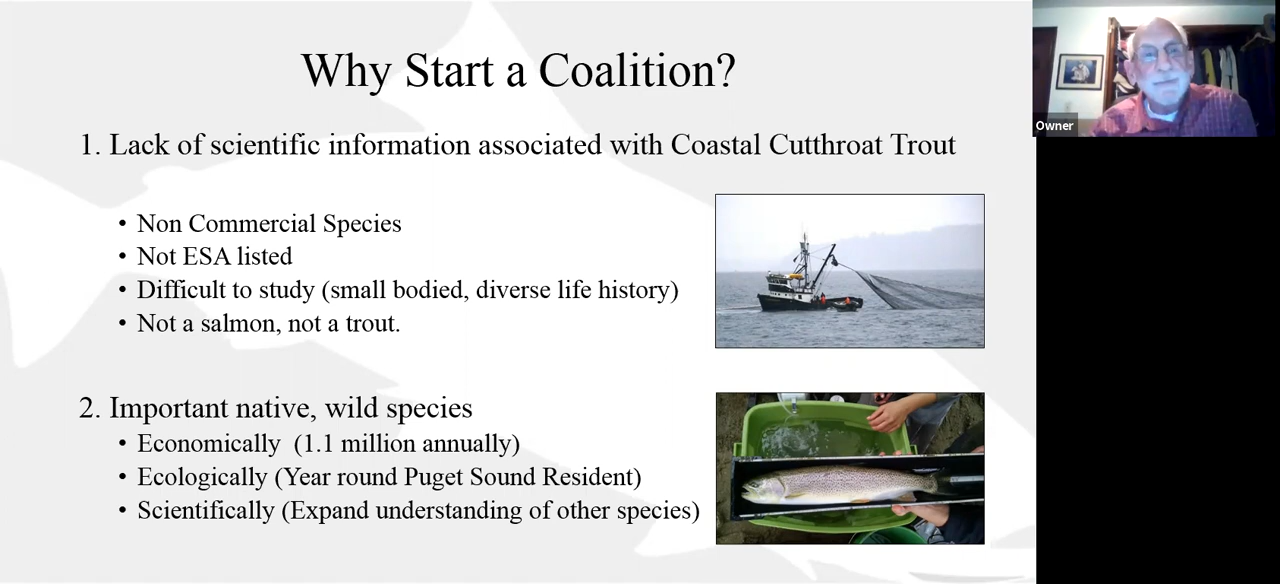 Why Start a Coalition?
1. Lack of scientific information associated with Coastal Cutthroat Trout
• Non Commercial Species
• Not ESA listed
• Difficult to study (small bodied, diverse life history)
• Not a salmon, not a trout.
2. Important native, wild species
• Economically (1.1 million annually)
• Ecologically (Year round Puget Sound Resident)
• Scientifically (Expand understanding of other species)
Owner